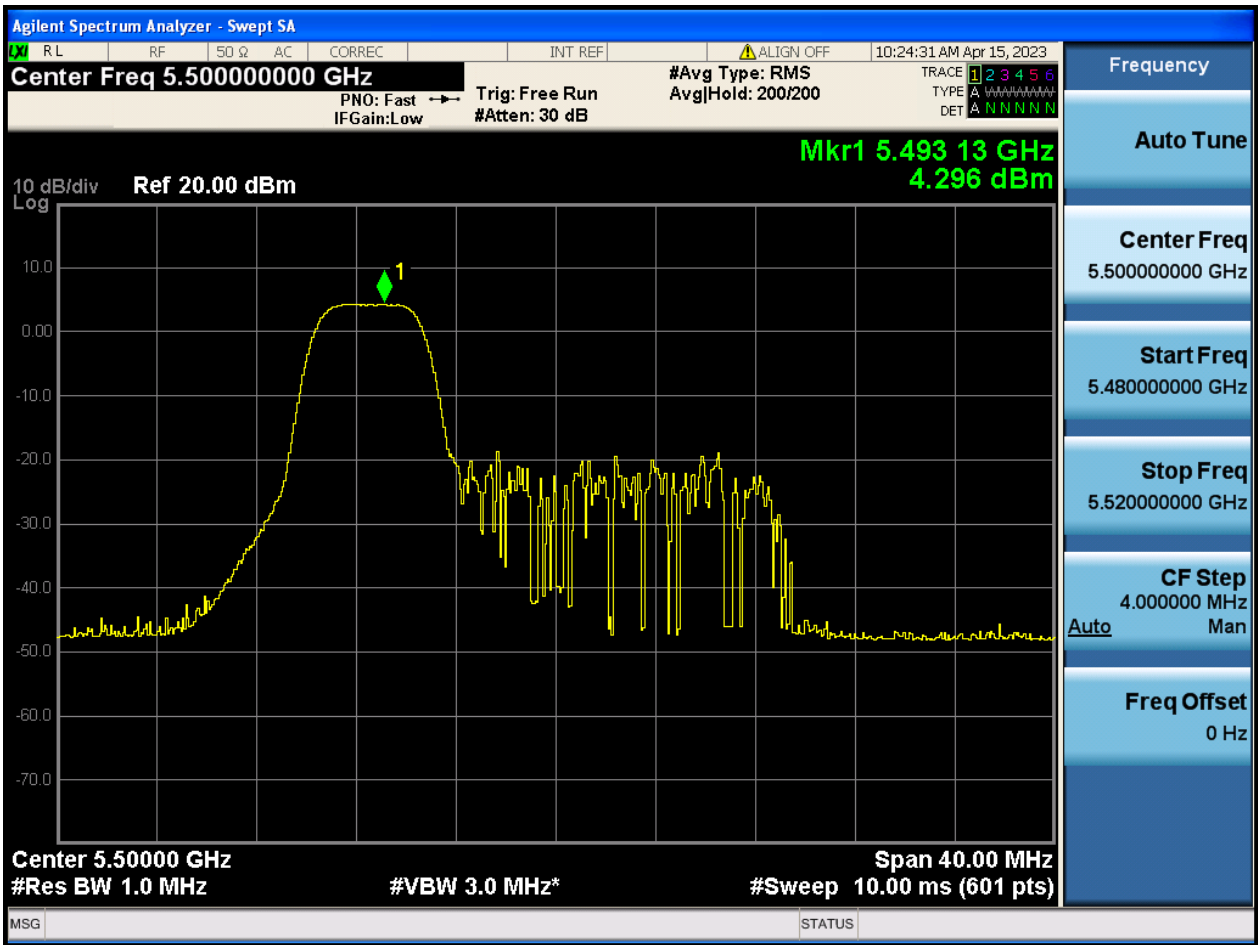 Agilent Spectrum Analyzer - Swept SA
LXI RL RF 50 Ω AC CORREC INT REF ALIGN OFF 10:24:31 AM Apr 15, 2023
Center Freq 5.500000000 GHz
PNO: Fast
IFGain:Low
Trig: Free Run
#Atten: 30 dB
#Avg Type: RMS
Avg|Hold: 200/200
TRACE 1 2 3 4 5 6
TYPE A WWWWWW
DET A N N N N N
Mkr1 5.493 13 GHz
4.296 dBm
10 dB/div Ref 20.00 dBm
Log
1
10.0
0.00
-10.0
-20.0
-30.0
-40.0
-50.0
-60.0
-70.0
Center 5.50000 GHz
Span 40.00 MHz
#Res BW 1.0 MHz
#VBW 3.0 MHz*
#Sweep 10.00 ms (601 pts)
MSG
STATUS
Frequency
Auto Tune
Center Freq
5.500000000 GHz
Start Freq
5.480000000 GHz
Stop Freq
5.520000000 GHz
CF Step
4.000000 MHz
Auto Man
Freq Offset
0 Hz